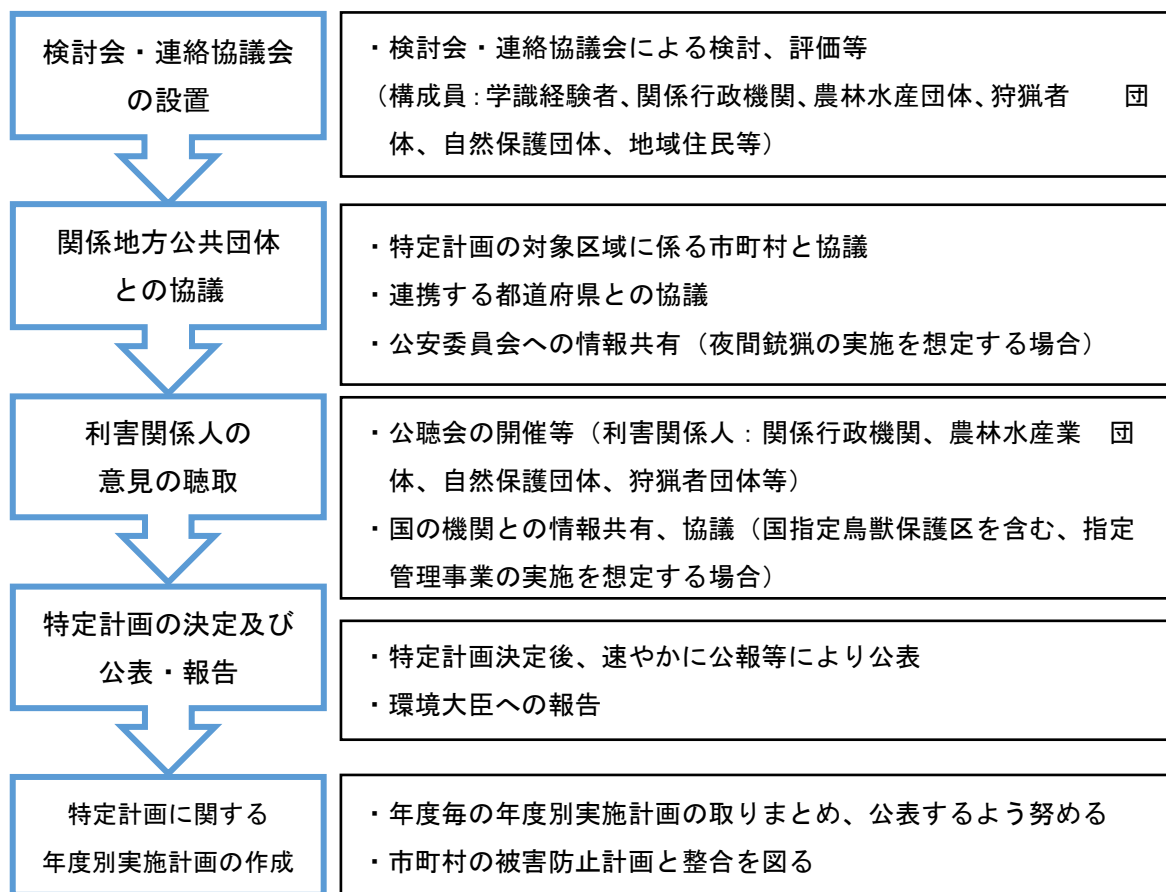 検討会・連絡協議会
の設置
・検討会・連絡協議会による検討、評価等
（構成員：学識経験者、関係行政機関、農林水産団体、狩猟者　　団
体、自然保護団体、地域住民等）
関係地方公共団体
との協議
・特定計画の対象区域に係る市町村と協議
・連携する都道府県との協議
・公安委員会への情報共有（夜間銃猟の実施を想定する場合）
利害関係人の
意見の聴取
・公聴会の開催等（利害関係人：関係行政機関、農林水産業　団
体、自然保護団体、狩猟者団体等）
・国の機関との情報共有、協議（国指定鳥獣保護区を含む、指定
管理事業の実施を想定する場合）
特定計画の決定及び
公表・報告
・特定計画決定後、速やかに公報等により公表
・環境大臣への報告
特定計画に関する
年度別実施計画の作成
・年度毎の年度別実施計画の取りまとめ、公表するよう努める
・市町村の被害防止計画と整合を図る